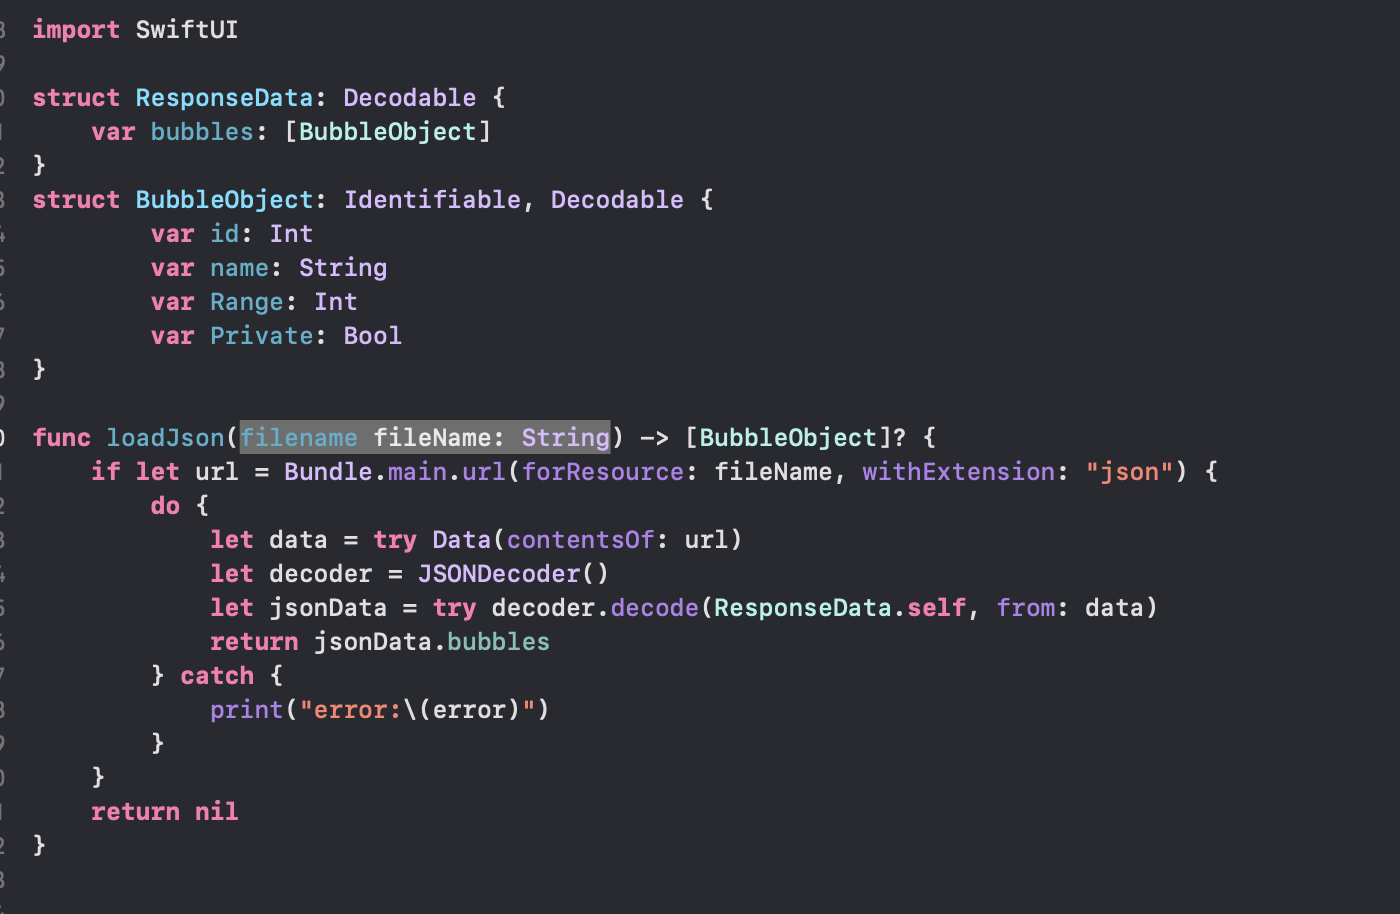 import SwiftUI
struct ResponseData: Decodable {
    var bubbles: [BubbleObject]
}
struct BubbleObject: Identifiable, Decodable {
        var id: Int
        var name: String
        var Range: Int
        var Private: Bool
}
func loadJson(filename fileName: String) -> [BubbleObject]? {
    if let url = Bundle.main.url(forResource: fileName, withExtension: "json") {
        do {
            let data = try Data(contentsOf: url)
            let decoder = JSONDecoder()
            let jsonData = try decoder.decode(ResponseData.self, from: data)
            return jsonData.bubbles
        } catch {
            print("error:\(error)")
        }
    }
    return nil
}